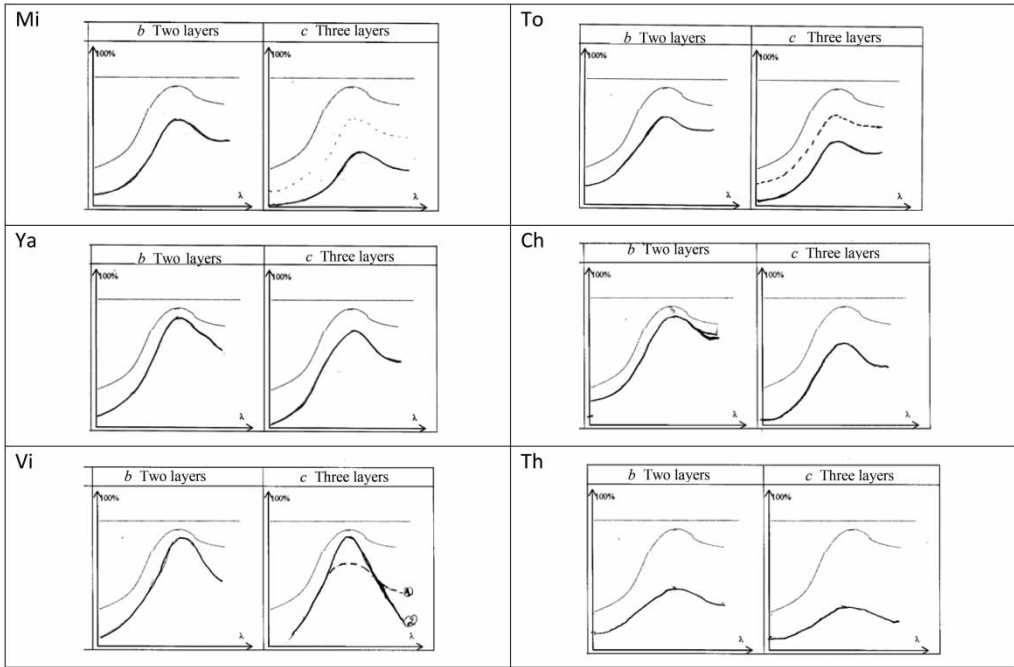 Mi
b Two layers
c Three layers
100%
100%
λ
λ
To
b Two layers
c Three layers
100%
100%
λ
λ
Ya
b Two layers
c Three layers
100%
100%
λ
λ
Ch
b Two layers
c Three layers
100%
100%
λ
λ
Vi
b Two layers
c Three layers
100%
100%
λ
λ
Th
b Two layers
c Three layers
100%
100%
λ
λ